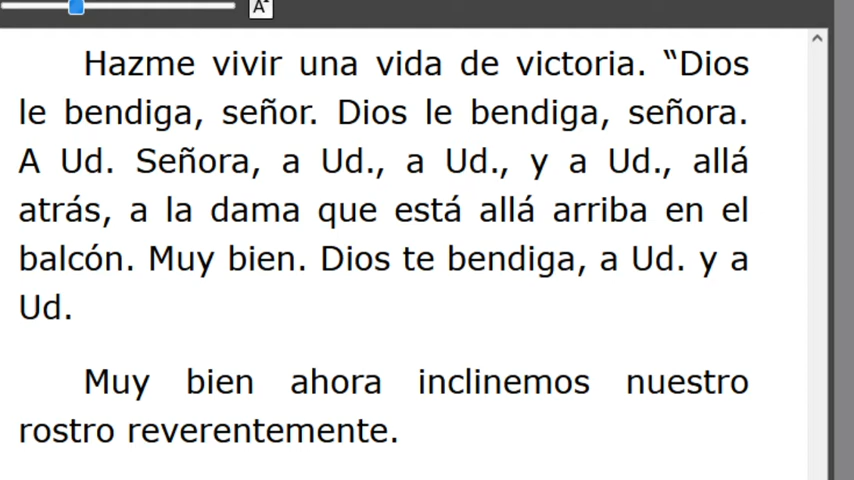 A
Hazme vivir una vida de victoria. “Dios
le bendiga, señor. Dios le bendiga, señora.
A Ud. Señora, a Ud., a Ud., y a Ud., allá
atrás, a la dama que está allá arriba en el
balcón. Muy bien. Dios te bendiga, a Ud. y a
Ud.
Muy bien ahora inclinemos nuestro
rostro reverentemente.